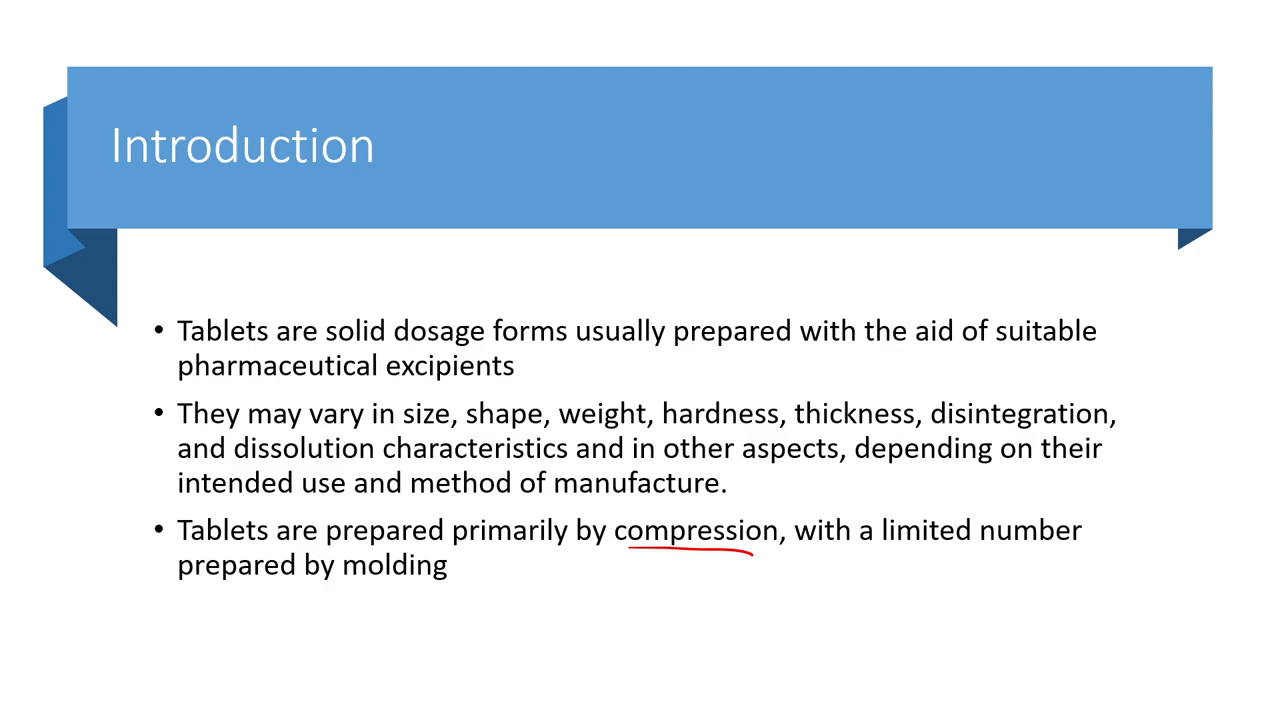 Introduction
• Tablets are solid dosage forms usually prepared with the aid of suitable
pharmaceutical excipients
• They may vary in size, shape, weight, hardness, thickness, disintegration,
and dissolution characteristics and in other aspects, depending on their
intended use and method of manufacture.
• Tablets are prepared primarily by compression, with a limited number
prepared by molding